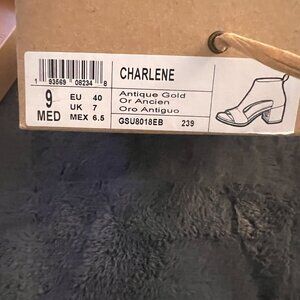 CHARLENE
1 93569 08234 8
9 EU 40
UK 7
MED MEX 6.5
Antique Gold
Or Ancien
Oro Antiguo
GSU8018EB 239